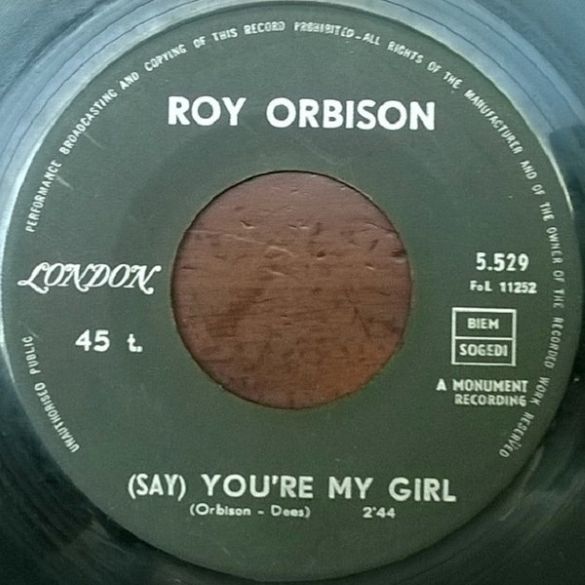 UNAUTHORISED PUBLIC PERFORMANCE BROADCASTING AND COPYING OF THIS RECORD PROHIBITED_ALL RIGHTS OF THE MANUFACTURER AND OF THE OWNER OF THE RECORDED WORK RESERVED
ROY ORBISON
LONDON
45 t.
5.529
FoL 11252
BIEM
SOGEDI
A MONUMENT
RECORDING
(SAY) YOU'RE MY GIRL
(Orbison - Dees) 2'44